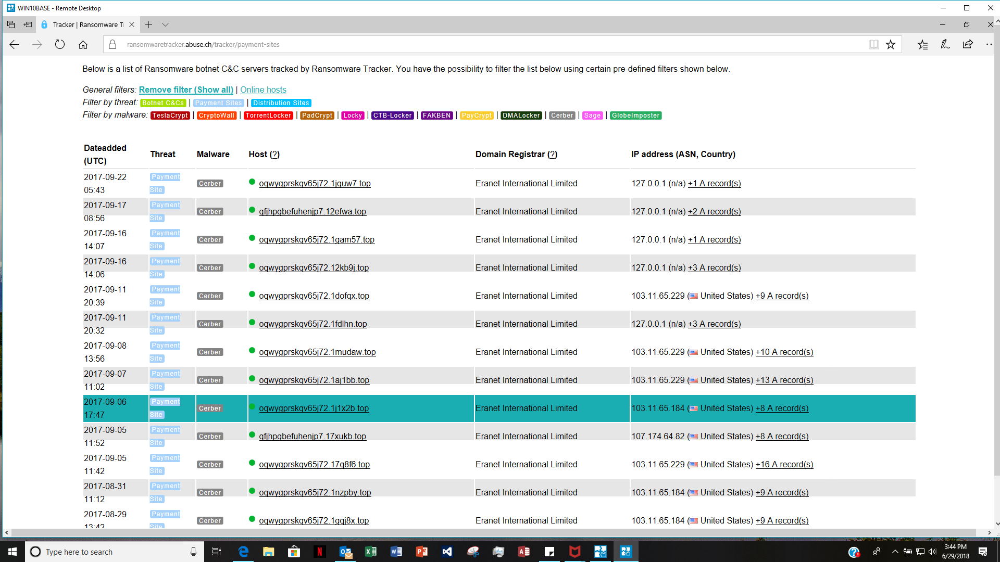 WIN10BASE - Remote Desktop
Tracker | Ransomware Tr
ransomwaretracker.abuse.ch/tracker/payment-sites
Below is a list of Ransomware botnet C&C servers tracked by Ransomware Tracker. You have the possibility to filter the list below using certain pre-defined filters shown below.
General filters: Remove filter (Show all) | Online hosts
Filter by threat: Botnet C&Cs | Payment Sites | Distribution Sites
Filter by malware: TeslaCrypt | CryptoWall | TorrentLocker | PadCrypt | Locky | CTB-Locker | FAKBEN | PayCrypt | DMALocker | Cerber | Sage | GlobeImposter
Dateadded (UTC) Threat Malware Host (?) Domain Registrar (?) IP address (ASN, Country)
2017-09-22 05:43 Payment Site Cerber oqwygprskqv65j72.1jquw7.top Eranet International Limited 127.0.0.1 (n/a) +1 A record(s)
2017-09-17 08:56 Payment Site Cerber qfjhpgbefuhenjp7.12efwa.top Eranet International Limited 127.0.0.1 (n/a) +2 A record(s)
2017-09-16 14:07 Payment Site Cerber oqwygprskqv65j72.1gam57.top Eranet International Limited 127.0.0.1 (n/a) +1 A record(s)
2017-09-16 14:06 Payment Site Cerber oqwygprskqv65j72.12kb9j.top Eranet International Limited 127.0.0.1 (n/a) +3 A record(s)
2017-09-11 20:39 Payment Site Cerber oqwygprskqv65j72.1dofqx.top Eranet International Limited 103.11.65.229 (United States) +9 A record(s)
2017-09-11 20:32 Payment Site Cerber oqwygprskqv65j72.1fdlhn.top Eranet International Limited 127.0.0.1 (n/a) +3 A record(s)
2017-09-08 13:56 Payment Site Cerber oqwygprskqv65j72.1mudaw.top Eranet International Limited 103.11.65.229 (United States) +10 A record(s)
2017-09-07 11:02 Payment Site Cerber oqwygprskqv65j72.1aj1bb.top Eranet International Limited 103.11.65.229 (United States) +13 A record(s)
2017-09-06 17:47 Payment Site Cerber oqwygprskqv65j72.1j1x2b.top Eranet International Limited 103.11.65.184 (United States) +8 A record(s)
2017-09-05 11:52 Payment Site Cerber qfjhpgbefuhenjp7.17xukb.top Eranet International Limited 107.174.64.82 (United States) +8 A record(s)
2017-09-05 11:42 Payment Site Cerber oqwygprskqv65j72.17q8f6.top Eranet International Limited 103.11.65.229 (United States) +16 A record(s)
2017-08-31 11:12 Payment Site Cerber oqwygprskqv65j72.1nzpby.top Eranet International Limited 103.11.65.184 (United States) +9 A record(s)
2017-08-29 13:42 Payment Site Cerber oqwygprskqv65j72.1gqj8x.top Eranet International Limited 103.11.65.184 (United States) +9 A record(s)
Type here to search
3:44 PM
6/29/2018